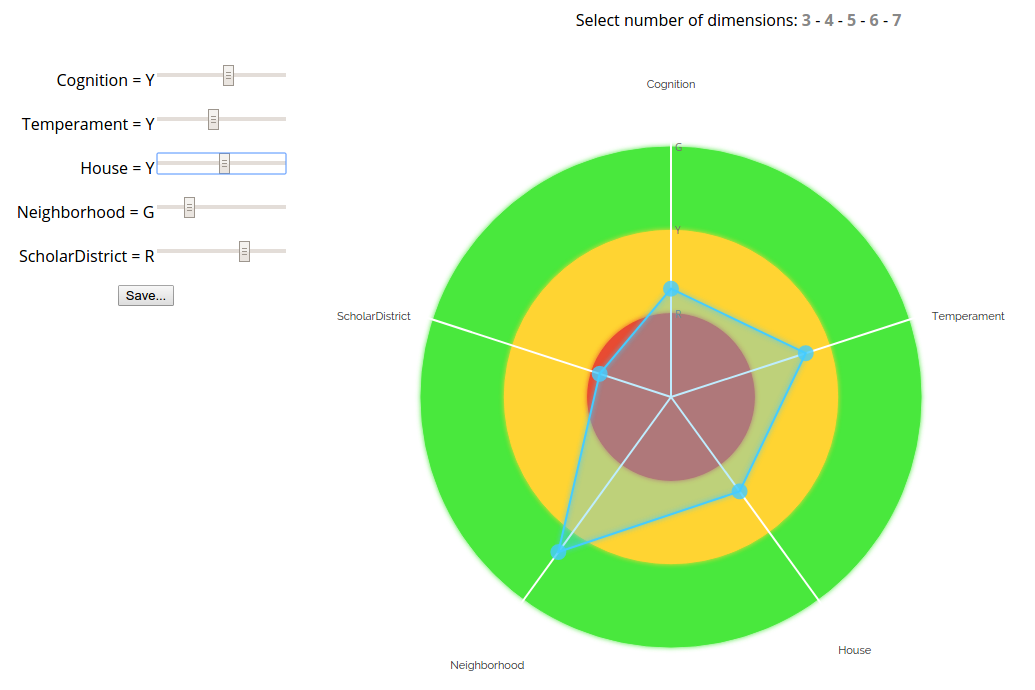 Select number of dimensions: 3 - 4 - 5 - 6 - 7
Cognition = Y
Temperament = Y
House = Y
Neighborhood = G
ScholarDistrict = R
Save...
Cognition
G
Y
R
ScholarDistrict
Temperament
House
Neighborhood